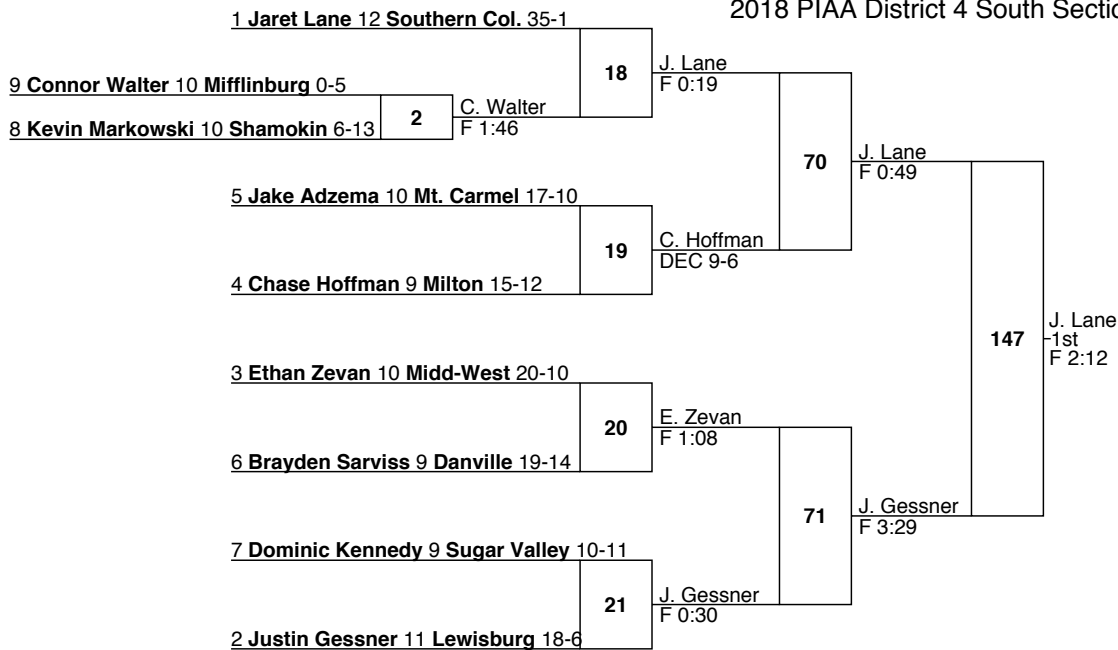 2018 PIAA District 4 South Sectio
1 Jaret Lane 12 Southern Col. 35-1
18
J. Lane
F 0:19
9 Connor Walter 10 Mifflinburg 0-5
2
C. Walter
F 1:46
8 Kevin Markowski 10 Shamokin 6-13
70
J. Lane
F 0:49
5 Jake Adzema 10 Mt. Carmel 17-10
19
C. Hoffman
DEC 9-6
4 Chase Hoffman 9 Milton 15-12
147
J. Lane
1st
F 2:12
3 Ethan Zevan 10 Midd-West 20-10
20
E. Zevan
F 1:08
6 Brayden Sarviss 9 Danville 19-14
71
J. Gessner
F 3:29
7 Dominic Kennedy 9 Sugar Valley 10-11
21
J. Gessner
F 0:30
2 Justin Gessner 11 Lewisburg 18-6